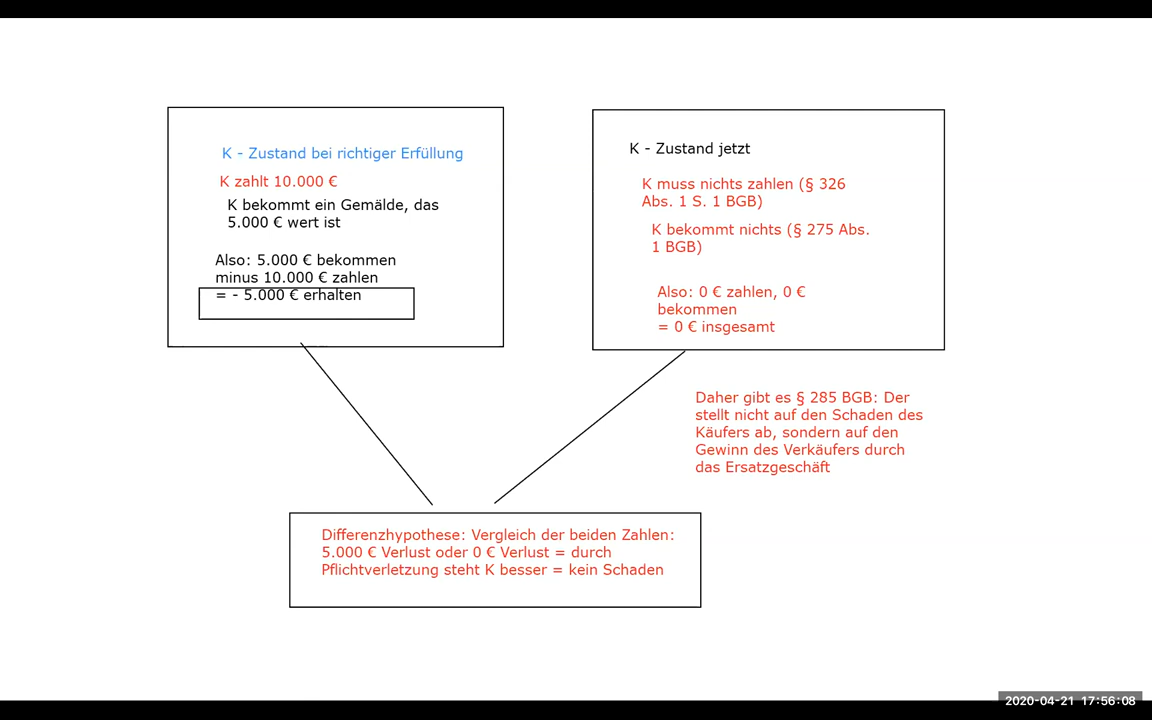 K - Zustand bei richtiger Erfüllung
K zahlt 10.000 €
K bekommt ein Gemälde, das
5.000 € wert ist
Also: 5.000 € bekommen
minus 10.000 € zahlen
= - 5.000 € erhalten
K - Zustand jetzt
K muss nichts zahlen (§ 326
Abs. 1 S. 1 BGB)
K bekommt nichts (§ 275 Abs.
1 BGB)
Also: 0 € zahlen, 0 €
bekommen
= 0 € insgesamt
Daher gibt es § 285 BGB: Der
stellt nicht auf den Schaden des
Käufers ab, sondern auf den
Gewinn des Verkäufers durch
das Ersatzgeschäft
Differenzhypothese: Vergleich der beiden Zahlen:
5.000 € Verlust oder 0 € Verlust = durch
Pflichtverletzung steht K besser = kein Schaden
2020-04-21 17:56:08